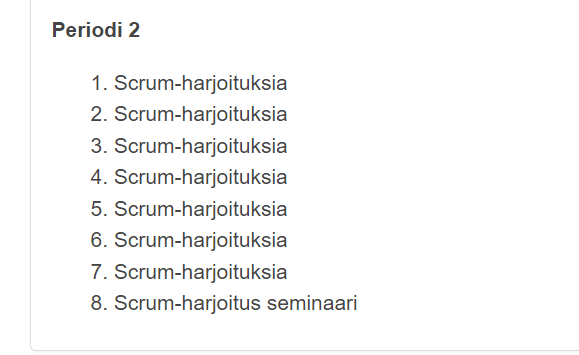 Periodi 2
1. Scrum-harjoituksia
2. Scrum-harjoituksia
3. Scrum-harjoituksia
4. Scrum-harjoituksia
5. Scrum-harjoituksia
6. Scrum-harjoituksia
7. Scrum-harjoituksia
8. Scrum-harjoitus seminaari